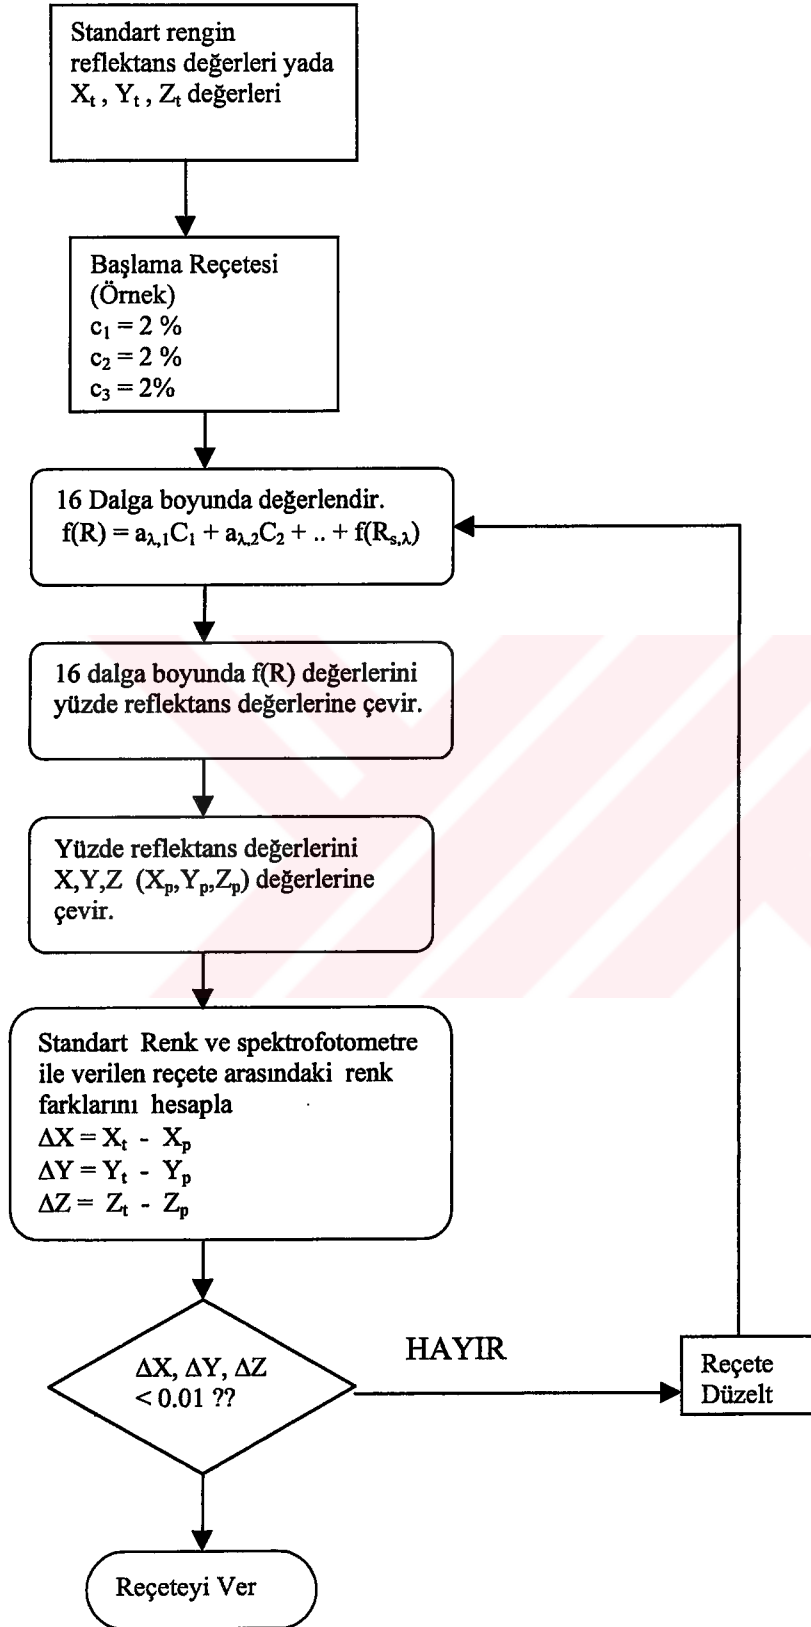 Standart rengin
reflektans değerleri yada
Xₜ , Yₜ , Zₜ değerleri
Başlama Reçetesi
(Örnek)
c₁ = 2 %
c₂ = 2 %
c₃ = 2%
16 Dalga boyunda değerlendir.
f(R) = a_λ,1C₁ + a_λ,2C₂ + .. + f(R_s,λ)
16 dalga boyunda f(R) değerlerini
yüzde reflektans değerlerine çevir.
Yüzde reflektans değerlerini
X,Y,Z (Xₚ,Yₚ,Zₚ) değerlerine
çevir.
Standart Renk ve spektrofotometre
ile verilen reçete arasındaki renk
farklarını hesapla
ΔX = Xₜ - Xₚ
ΔY = Yₜ - Yₚ
ΔZ = Zₜ - Zₚ
ΔX, ΔY, ΔZ
< 0.01 ??
HAYIR
Reçete
Düzelt
Reçeteyi Ver